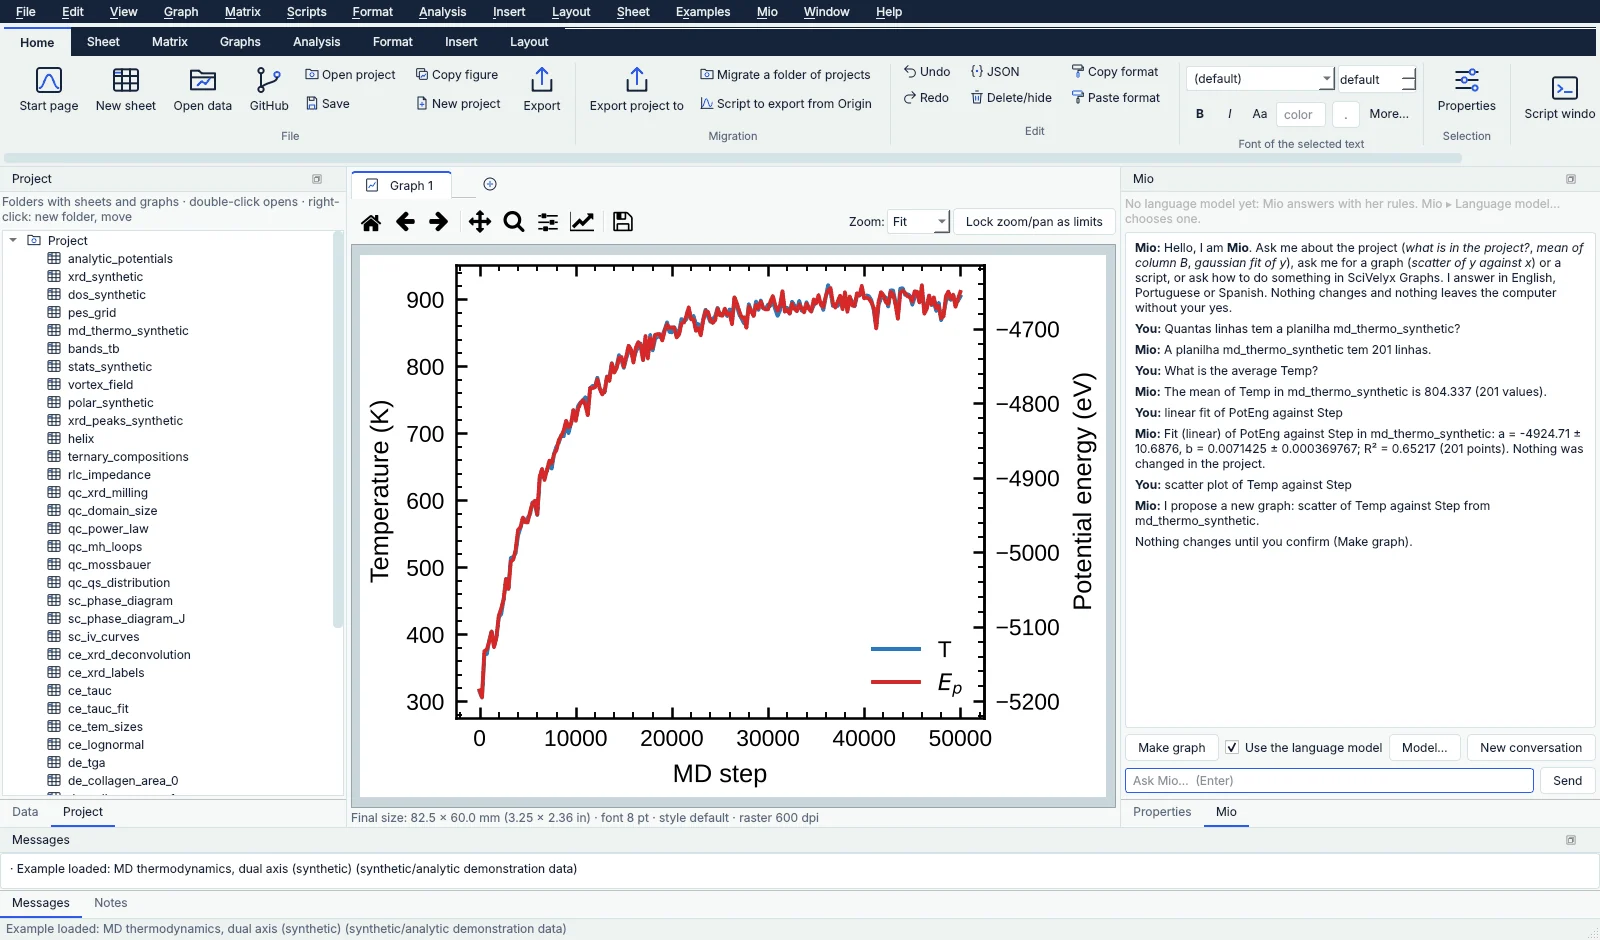 File Edit View Graph Matrix Scripts Format Analysis Insert Layout Sheet Examples Mio Window Help
Home Sheet Matrix Graphs Analysis Format Insert Layout
Start page New sheet Open data GitHub Open project Copy figure Export
Save New project
File
Export project to Migrate a folder of projects
Script to export from Origin
Migration
Undo {·} JSON Copy format
Redo Delete/hide Paste format
Edit
(default) default
B I Aa color . More...
Font of the selected text
Properties
Selection
Script windo
Project
Folders with sheets and graphs · double-click opens · right-
click: new folder, move
Project
analytic_potentials
xrd_synthetic
dos_synthetic
pes_grid
md_thermo_synthetic
bands_tb
stats_synthetic
vortex_field
polar_synthetic
xrd_peaks_synthetic
helix
ternary_compositions
rlc_impedance
qc_xrd_milling
qc_domain_size
qc_power_law
qc_mh_loops
qc_mossbauer
qc_qs_distribution
sc_phase_diagram
sc_phase_diagram_J
sc_iv_curves
ce_xrd_deconvolution
ce_xrd_labels
ce_tauc
ce_tauc_fit
ce_tem_sizes
ce_lognormal
de_tga
de_collagen_area_0
Data Project
Graph 1
Zoom: Fit Lock zoom/pan as limits
Temperature (K)
900
800
700
600
500
400
300
−4700
−4800
−4900
−5000
−5100
−5200
Potential energy (eV)
T
Ep
0 10000 20000 30000 40000 50000
MD step
Final size: 82.5 × 60.0 mm (3.25 × 2.36 in) · font 8 pt · style default · raster 600 dpi
Mio
No language model yet: Mio answers with her rules. Mio ▸ Language model...
chooses one.
Mio: Hello, I am Mio. Ask me about the project (what is in the project?, mean of
column B, gaussian fit of y), ask me for a graph (scatter of y against x) or a
script, or ask how to do something in SciVelyx Graphs. I answer in English,
Portuguese or Spanish. Nothing changes and nothing leaves the computer
without your yes.
You: Quantas linhas tem a planilha md_thermo_synthetic?
Mio: A planilha md_thermo_synthetic tem 201 linhas.
You: What is the average Temp?
Mio: The mean of Temp in md_thermo_synthetic is 804.337 (201 values).
You: linear fit of PotEng against Step
Mio: Fit (linear) of PotEng against Step in md_thermo_synthetic: a = -4924.71 ±
10.6876, b = 0.0071425 ± 0.000369767; R² = 0.65217 (201 points). Nothing was
changed in the project.
You: scatter plot of Temp against Step
Mio: I propose a new graph: scatter of Temp against Step from
md_thermo_synthetic.
Nothing changes until you confirm (Make graph).
Make graph Use the language model Model... New conversation
Ask Mio... (Enter) Send
Properties Mio
Messages
· Example loaded: MD thermodynamics, dual axis (synthetic) (synthetic/analytic demonstration data)
Messages Notes
Example loaded: MD thermodynamics, dual axis (synthetic) (synthetic/analytic demonstration data)